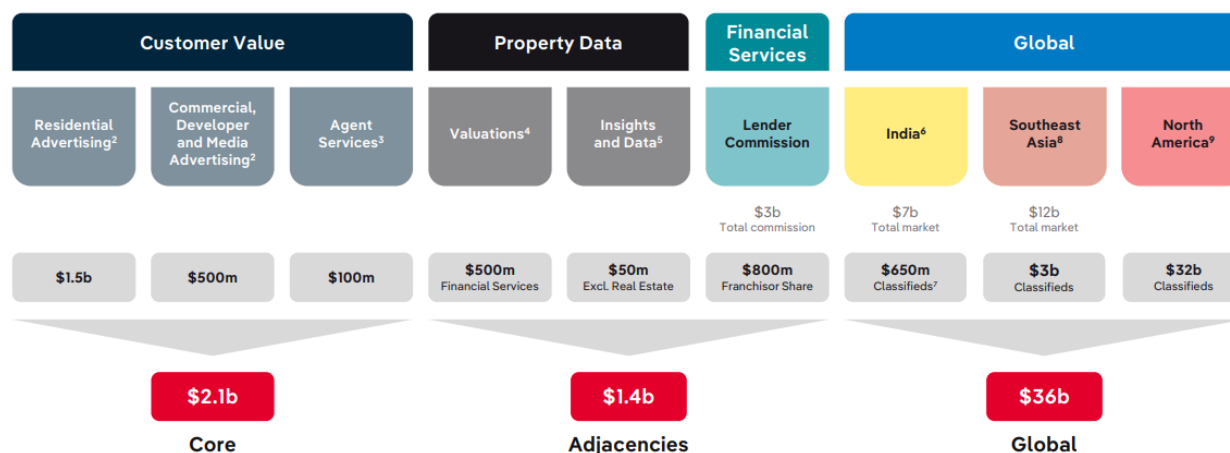 Customer Value
Property Data
Financial
Services
Global
Residential
Advertising²
Commercial,
Developer
and Media
Advertising²
Agent
Services³
Valuations⁴
Insights
and Data⁵
Lender
Commission
India⁶
Southeast
Asia⁸
North
America⁹
$3b
Total commission
$7b
Total market
$12b
Total market
$1.5b
$500m
$100m
$500m
Financial Services
$50m
Excl. Real Estate
$800m
Franchisor Share
$650m
Classifieds⁷
$3b
Classifieds
$32b
Classifieds
$2.1b
$1.4b
$36b
Core
Adjacencies
Global